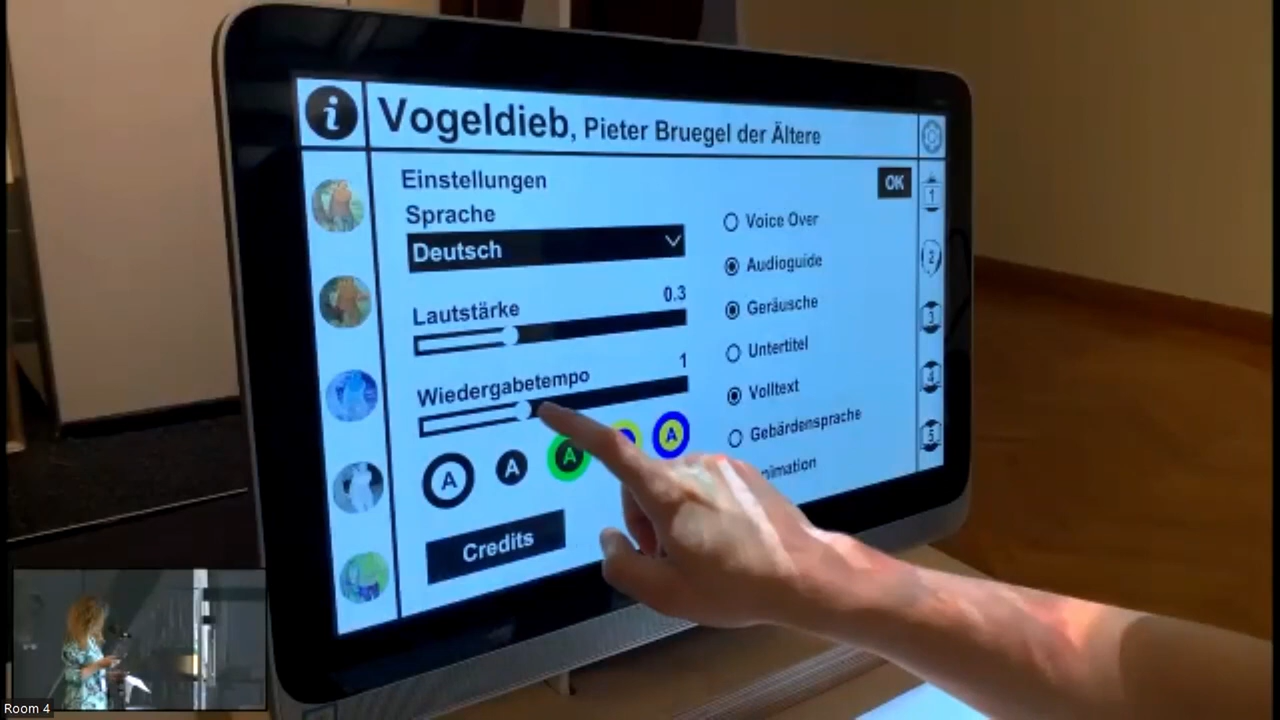 i
Vogeldieb, Pieter Bruegel der Ältere
Einstellungen
OK
Sprache
Deutsch
Lautstärke
0.3
Wiedergabetempo
1
A
A
A
A
Credits
Voice Over
Audioguide
Geräusche
Untertitel
Volltext
Gebärdensprache
1
2
3
4
5
Room 4